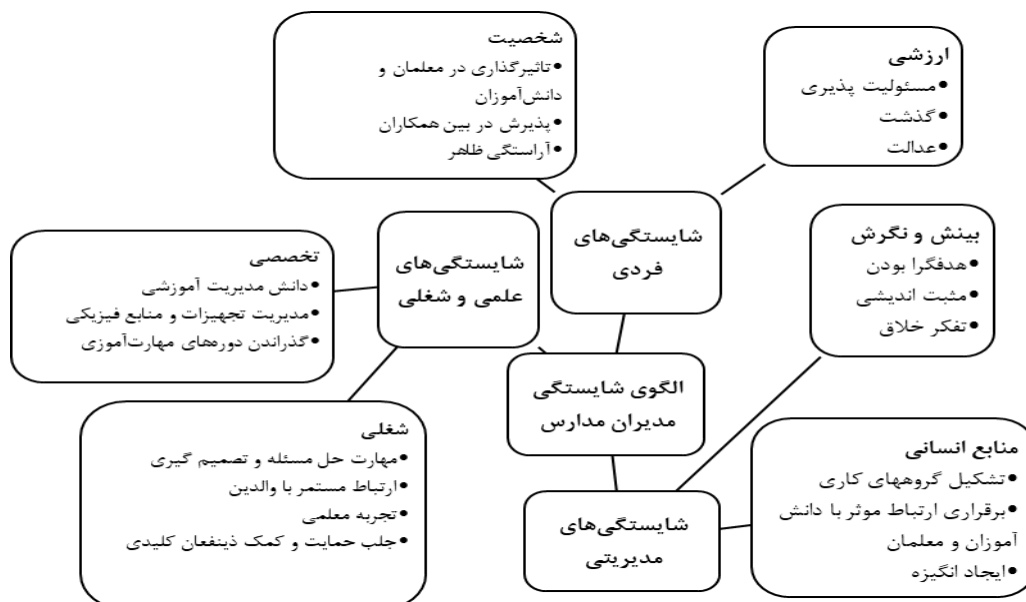 شخصیت
•تاثیرگذاری در معلمان و
دانش‌آموزان
•پذیرش در بین همکاران
•آراستگی ظاهر
ارزشی
•مسئولیت پذیری
•گذشت
•عدالت
شایستگی‌های
فردی
شایستگی‌های
علمی و شغلی
بینش و نگرش
•هدفگرا بودن
•مثبت اندیشی
•تفکر خلاق
تخصصی
•دانش مدیریت آموزشی
•مدیریت تجهیزات و منابع فیزیکی
•گذراندن دوره‌های مهارت‌آموزی
الگوی شایستگی
مدیران مدارس
شغلی
•مهارت حل مسئله و تصمیم گیری
•ارتباط مستمر با والدین
•تجربه معلمی
•جلب حمایت و کمک ذینفعان کلیدی
شایستگی‌های
مدیریتی
منابع انسانی
•تشکیل گروههای کاری
•برقراری ارتباط موثر با دانش
آموزان و معلمان
•ایجاد انگیزه